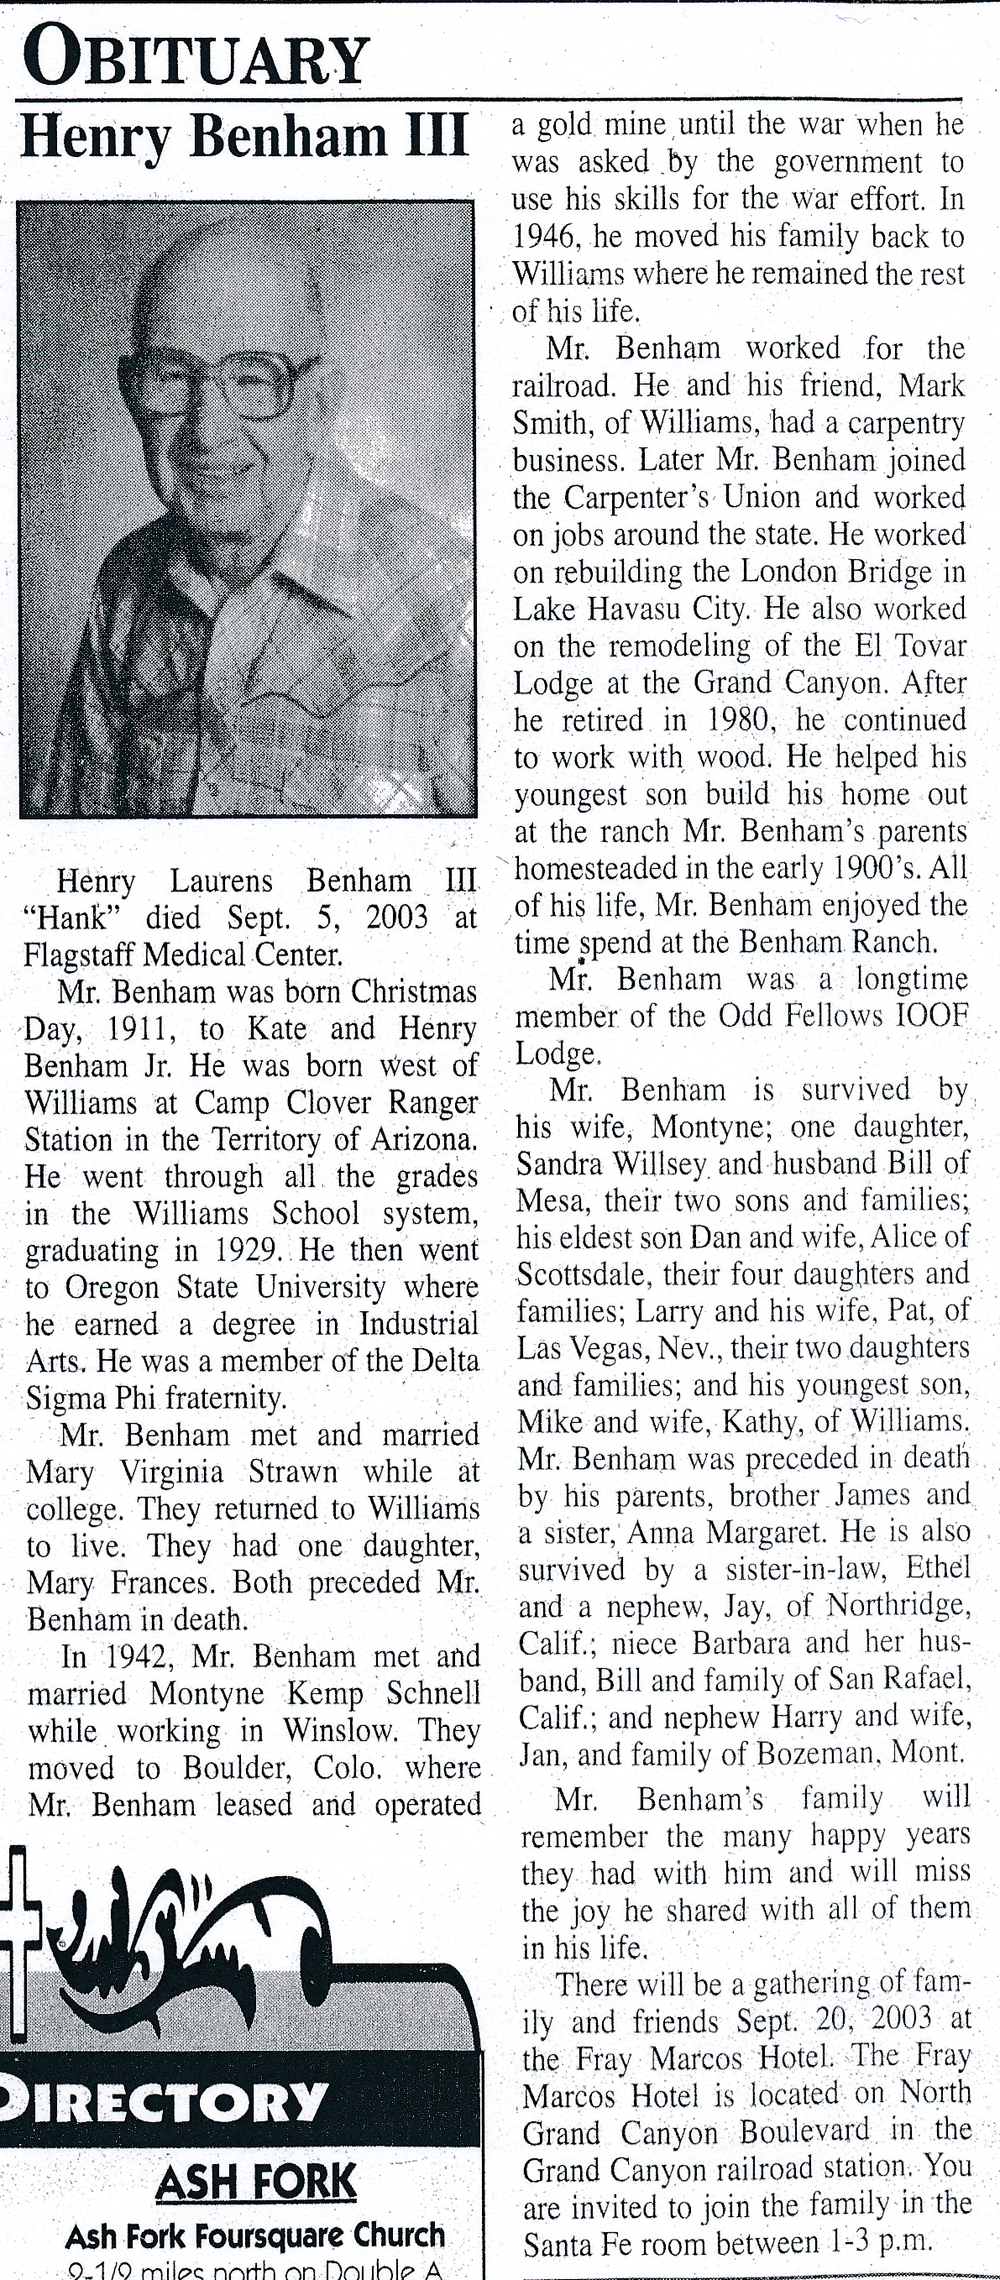 OBITUARY
Henry Benham III
Henry Laurens Benham III
“Hank” died Sept. 5, 2003 at
Flagstaff Medical Center.
Mr. Benham was born Christmas
Day, 1911, to Kate and Henry
Benham Jr. He was born west of
Williams at Camp Clover Ranger
Station in the Territory of Arizona.
He went through all the grades
in the Williams School system,
graduating in 1929. He then went
to Oregon State University where
he earned a degree in Industrial
Arts. He was a member of the Delta
Sigma Phi fraternity.
Mr. Benham met and married
Mary Virginia Strawn while at
college. They returned to Williams
to live. They had one daughter,
Mary Frances. Both preceded Mr.
Benham in death.
In 1942, Mr. Benham met and
married Montyne Kemp Schnell
while working in Winslow. They
moved to Boulder, Colo. where
Mr. Benham leased and operated
a gold mine until the war when he
was asked by the government to
use his skills for the war effort. In
1946, he moved his family back to
Williams where he remained the rest
of his life.
Mr. Benham worked for the
railroad. He and his friend, Mark
Smith, of Williams, had a carpentry
business. Later Mr. Benham joined
the Carpenter’s Union and worked
on jobs around the state. He worked
on rebuilding the London Bridge in
Lake Havasu City. He also worked
on the remodeling of the El Tovar
Lodge at the Grand Canyon. After
he retired in 1980, he continued
to work with wood. He helped his
youngest son build his home out
at the ranch Mr. Benham’s parents
homesteaded in the early 1900’s. All
of his life, Mr. Benham enjoyed the
time spend at the Benham Ranch.
Mr. Benham was a longtime
member of the Odd Fellows IOOF
Lodge.
Mr. Benham is survived by
his wife, Montyne; one daughter,
Sandra Willsey and husband Bill of
Mesa, their two sons and families;
his eldest son Dan and wife, Alice of
Scottsdale, their four daughters and
families; Larry and his wife, Pat, of
Las Vegas, Nev., their two daughters
and families; and his youngest son,
Mike and wife, Kathy, of Williams.
Mr. Benham was preceded in death
by his parents, brother James and
a sister, Anna Margaret. He is also
survived by a sister-in-law, Ethel
and a nephew, Jay, of Northridge,
Calif.; niece Barbara and her hus-
band, Bill and family of San Rafael,
Calif.; and nephew Harry and wife,
Jan, and family of Bozeman, Mont.
Mr. Benham’s family will
remember the many happy years
they had with him and will miss
the joy he shared with all of them
in his life.
There will be a gathering of fam-
ily and friends Sept. 20, 2003 at
the Fray Marcos Hotel. The Fray
Marcos Hotel is located on North
Grand Canyon Boulevard in the
Grand Canyon railroad station. You
are invited to join the family in the
Santa Fe room between 1-3 p.m.
DIRECTORY
ASH FORK
Ash Fork Foursquare Church
9-1/2 miles north on Double A